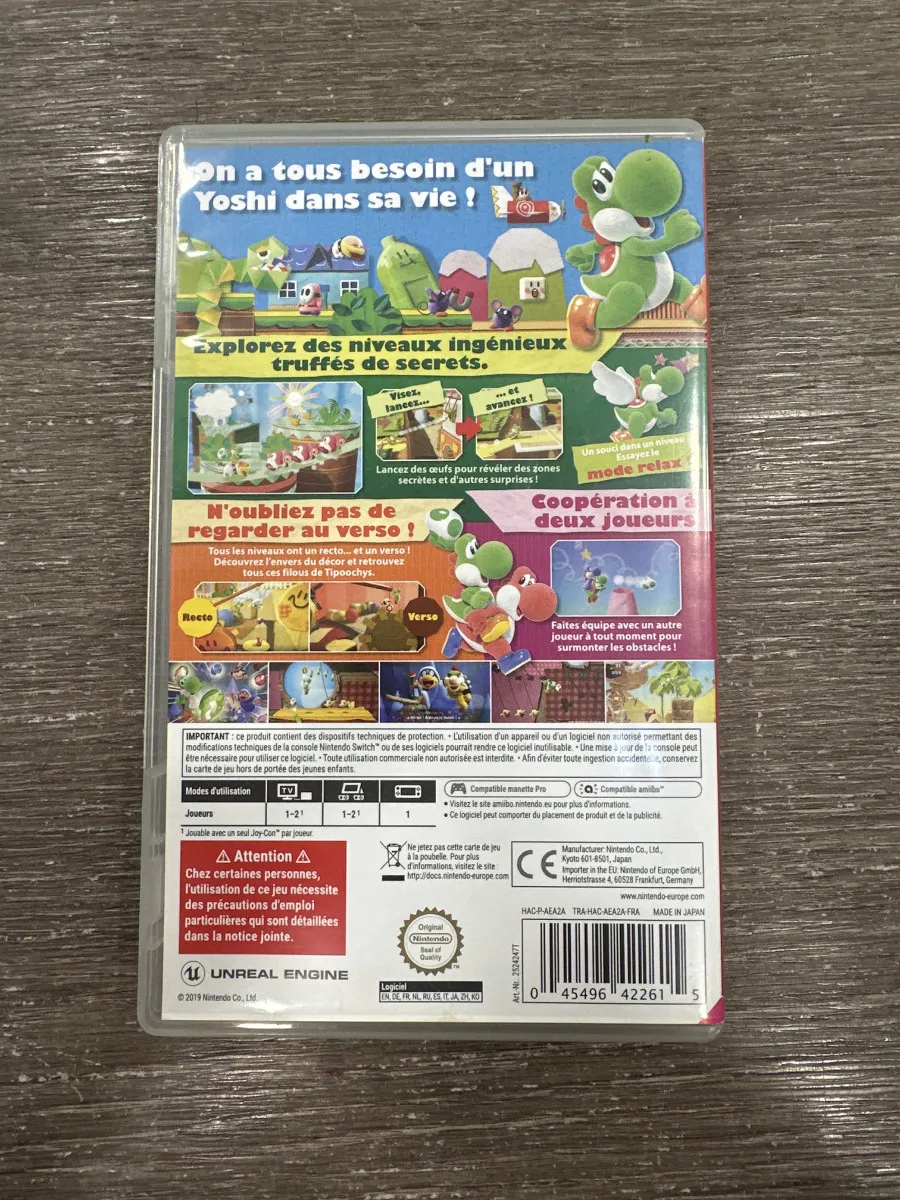 On a tous besoin d'un
Yoshi dans sa vie !
Explorez des niveaux ingénieux
truffés de secrets.
Visez,
lancez...
... et
avancez !
Lancez des œufs pour révéler des zones
secrètes et d'autres surprises !
Un souci dans un niveau
Essayez le
mode relax !
N'oubliez pas de
regarder au verso !
Tous les niveaux ont un recto... et un verso !
Découvrez l'envers du décor et retrouvez
tous ces filous de Tipoochys.
Recto
Verso
Coopération à
deux joueurs
Faites équipe avec un autre
joueur à tout moment pour
surmonter les obstacles !
IMPORTANT : ce produit contient des dispositifs techniques de protection. • L'utilisation d'un appareil ou d'un logiciel non autorisé permettant des
modifications techniques de la console Nintendo Switch™ ou de ses logiciels pourrait rendre ce logiciel inutilisable. • Une mise à jour de la console peut
être nécessaire pour utiliser ce logiciel. • Toute utilisation commerciale non autorisée est interdite. • Afin d'éviter toute ingestion accidentelle, conservez
la carte de jeu hors de portée des jeunes enfants.
Modes d'utilisation
TV
Joueurs
1-2¹
1-2¹
1
¹ Jouable avec un seul Joy-Con™ par joueur.
Compatible manette Pro
Compatible amiibo™
• Visitez le site amiibo.nintendo.eu pour plus d'informations.
• Ce logiciel peut comporter du placement de produit et de la publicité.
⚠ Attention ⚠
Chez certaines personnes,
l'utilisation de ce jeu nécessite
des précautions d'emploi
particulières qui sont détaillées
dans la notice jointe.
Ne jetez pas cette carte de jeu
à la poubelle. Pour plus
d'informations, visitez le site :
http://docs.nintendo-europe.com
CE
Manufacturer: Nintendo Co., Ltd.,
Kyoto 601-8501, Japan
Importer in the EU: Nintendo of Europe GmbH,
Herriotstrasse 4, 60528 Frankfurt, Germany
www.nintendo-europe.com
HAC-P-AEA2A TRA-HAC-AEA2A-FRA MADE IN JAPAN
Original
Nintendo
Seal of
Quality
™
UNREAL ENGINE
© 2019 Nintendo Co., Ltd.
Logiciel
EN, DE, FR, NL, RU, ES, IT, JA, ZH, KO
Art.-Nr. 2524247T
0 45496 42261 5